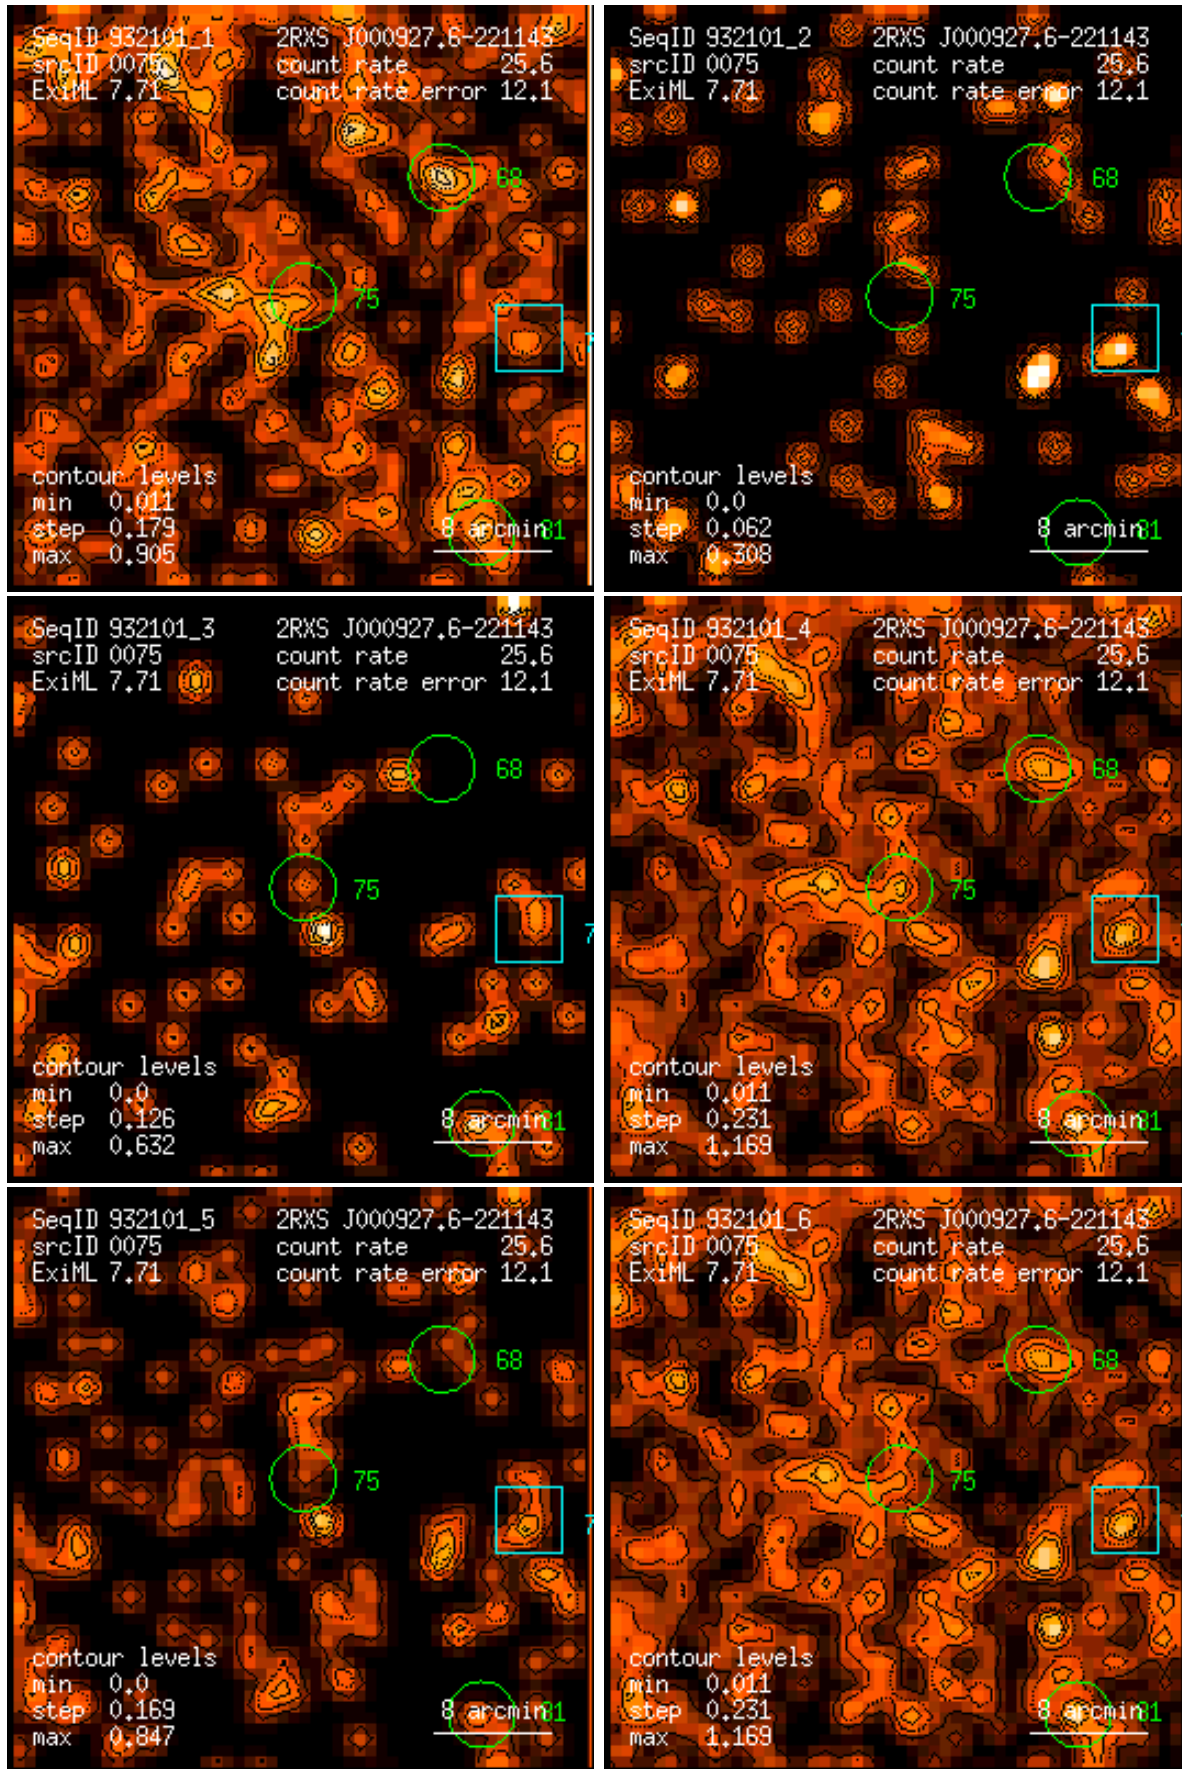 SeqID 932101_1 2RXS J000927.6-221143
srcID 0075 count rate 25.6
ExiML 7.71 count rate error 12.1
68
75
7
contour levels
min 0.011
step 0.179
max 0.905
8 arcmin 81
SeqID 932101_2 2RXS J000927.6-221143
srcID 0075 count rate 25.6
ExiML 7.71 count rate error 12.1
68
75
contour levels
min 0.0
step 0.062
max 0.308
8 arcmin 81
SeqID 932101_3 2RXS J000927.6-221143
srcID 0075 count rate 25.6
ExiML 7.71 count rate error 12.1
68
75
7
contour levels
min 0.0
step 0.126
max 0.632
8 arcmin 81
SeqID 932101_4 2RXS J000927.6-221143
srcID 0075 count rate 25.6
ExiML 7.71 count rate error 12.1
68
75
contour levels
min 0.011
step 0.231
max 1.169
8 arcmin 81
SeqID 932101_5 2RXS J000927.6-221143
srcID 0075 count rate 25.6
ExiML 7.71 count rate error 12.1
68
75
7
contour levels
min 0.0
step 0.169
max 0.847
8 arcmin 81
SeqID 932101_6 2RXS J000927.6-221143
srcID 0075 count rate 25.6
ExiML 7.71 count rate error 12.1
68
75
contour levels
min 0.011
step 0.231
max 1.169
8 arcmin 81